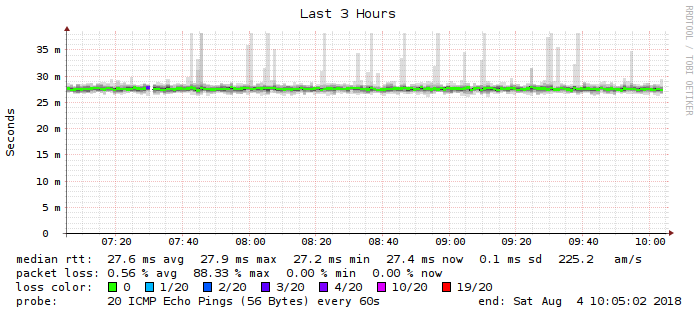 Last 3 Hours
RRDTOOL / TOBI OETIKER
Seconds
35 m
30 m
25 m
20 m
15 m
10 m
5 m
0
07:20 07:40 08:00 08:20 08:40 09:00 09:20 09:40 10:00
median rtt: 27.6 ms avg 27.9 ms max 27.2 ms min 27.4 ms now 0.1 ms sd 225.2 am/s
packet loss: 0.56 % avg 88.33 % max 0.00 % min 0.00 % now
loss color: 0 1/20 2/20 3/20 4/20 10/20 19/20
probe: 20 ICMP Echo Pings (56 Bytes) every 60s end: Sat Aug 4 10:05:02 2018